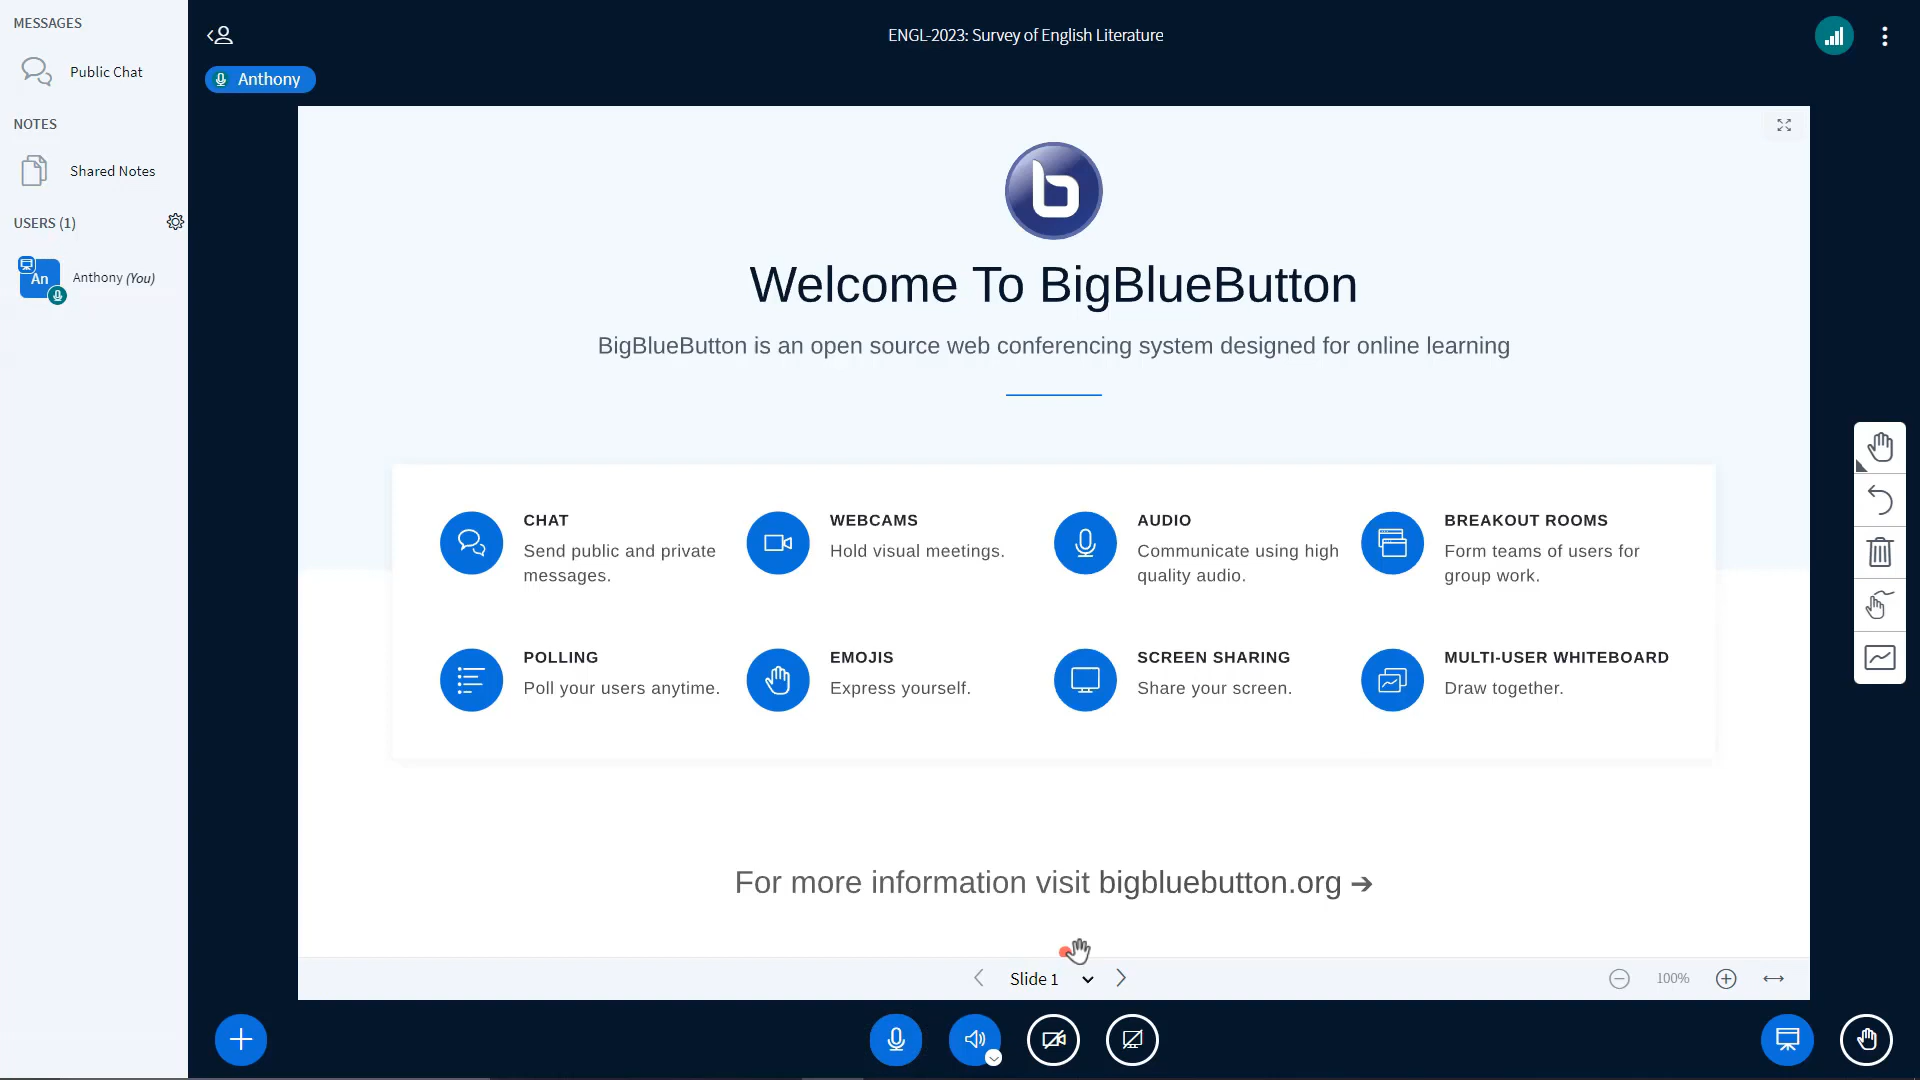 MESSAGES
Public Chat
NOTES
Shared Notes
USERS (1)
An
Anthony (You)
ENGL-2023: Survey of English Literature
Anthony
b
Welcome To BigBlueButton
BigBlueButton is an open source web conferencing system designed for online learning
CHAT
Send public and private
messages.
WEBCAMS
Hold visual meetings.
AUDIO
Communicate using high
quality audio.
BREAKOUT ROOMS
Form teams of users for
group work.
POLLING
Poll your users anytime.
EMOJIS
Express yourself.
SCREEN SHARING
Share your screen.
MULTI-USER WHITEBOARD
Draw together.
For more information visit bigbluebutton.org ➔
Slide 1
100%